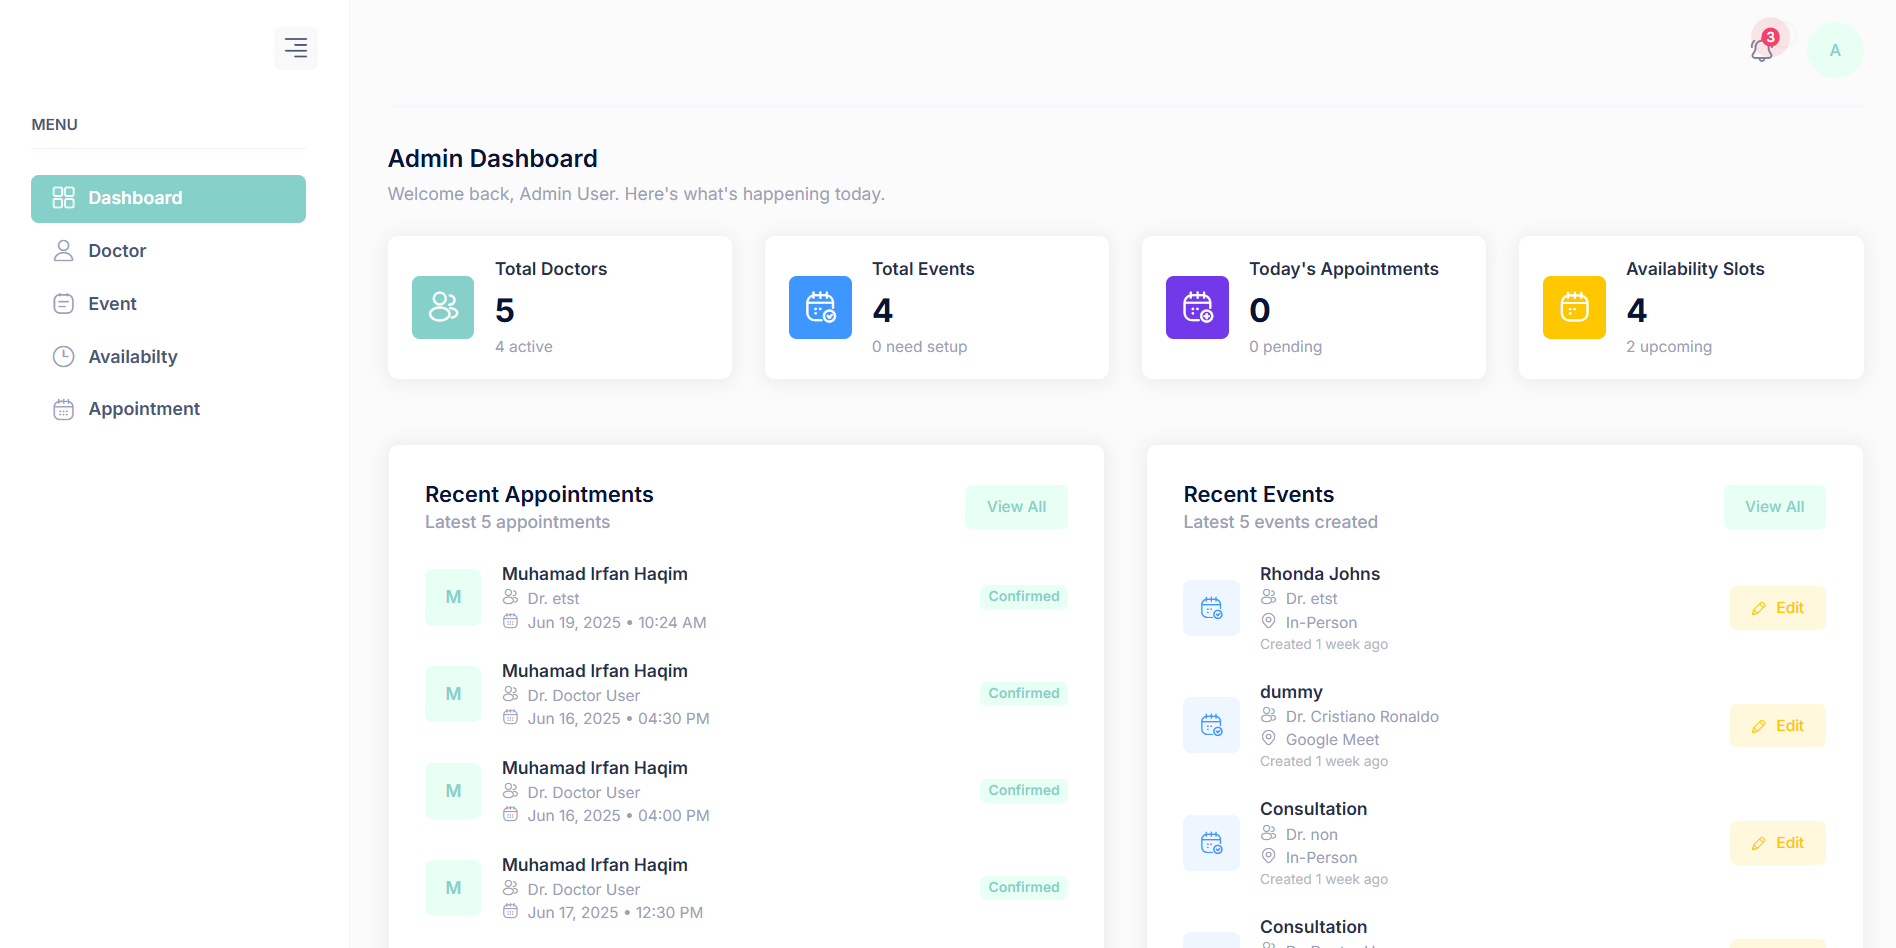 MENU
Dashboard
Doctor
Event
Availabilty
Appointment
3
A
Admin Dashboard
Welcome back, Admin User. Here's what's happening today.
Total Doctors
5
4 active
Total Events
4
0 need setup
Today's Appointments
0
0 pending
Availability Slots
4
2 upcoming
Recent Appointments
Latest 5 appointments
View All
M
Muhamad Irfan Haqim
Dr. etst
Jun 19, 2025 • 10:24 AM
Confirmed
M
Muhamad Irfan Haqim
Dr. Doctor User
Jun 16, 2025 • 04:30 PM
Confirmed
M
Muhamad Irfan Haqim
Dr. Doctor User
Jun 16, 2025 • 04:00 PM
Confirmed
M
Muhamad Irfan Haqim
Dr. Doctor User
Jun 17, 2025 • 12:30 PM
Confirmed
Recent Events
Latest 5 events created
View All
Rhonda Johns
Dr. etst
In-Person
Created 1 week ago
Edit
dummy
Dr. Cristiano Ronaldo
Google Meet
Created 1 week ago
Edit
Consultation
Dr. non
In-Person
Created 1 week ago
Edit
Consultation